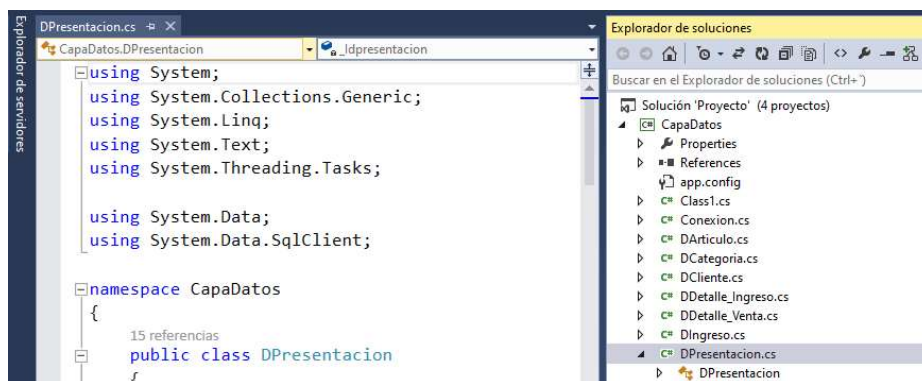 Explorador de servidores
DPresentacion.cs
CapaDatos.DPresentacion
_Idpresentacion
using System;
using System.Collections.Generic;
using System.Linq;
using System.Text;
using System.Threading.Tasks;
using System.Data;
using System.Data.SqlClient;
namespace CapaDatos
{
15 referencias
public class DPresentacion
{
Explorador de soluciones
Buscar en el Explorador de soluciones (Ctrl+¨)
Solución 'Proyecto' (4 proyectos)
CapaDatos
Properties
References
app.config
C# Class1.cs
C# Conexion.cs
C# DArticulo.cs
C# DCategoria.cs
C# DCliente.cs
C# DDetalle_Ingreso.cs
C# DDetalle_Venta.cs
C# DIngreso.cs
C# DPresentacion.cs
DPresentacion